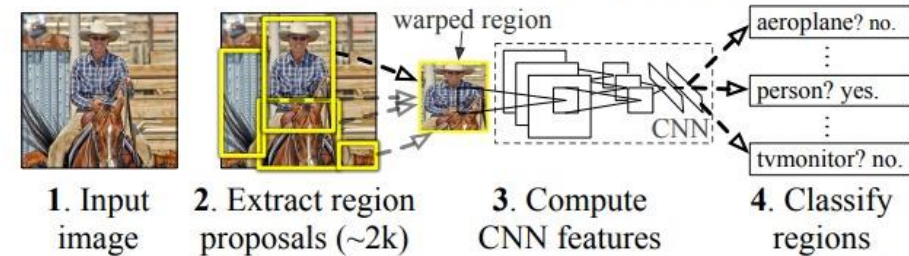 warped region
aeroplane? no.
person? yes.
CNN
tvmonitor? no.
1. Input
image
2. Extract region
proposals (~2k)
3. Compute
CNN features
4. Classify
regions